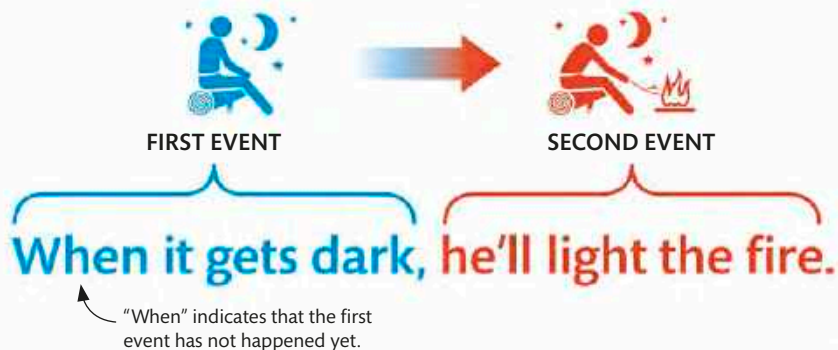 FIRST EVENT
SECOND EVENT
When it gets dark, he'll light the fire.
“When” indicates that the first
event has not happened yet.